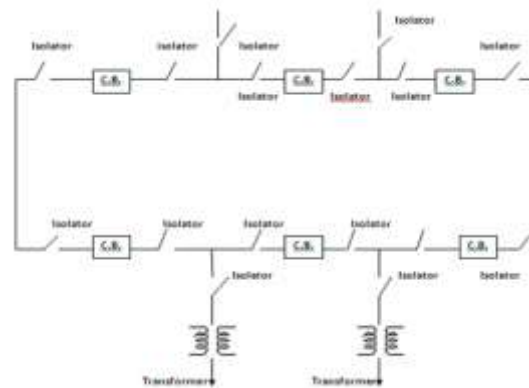 Isolator
Isolator Isolator Isolator Isolator
C.B. C.B. C.B.
Isolator Isolator Isolator
Isolator Isolator Isolator Isolator
C.B. C.B. C.B.
Isolator Isolator Isolator
Transformer Transformer